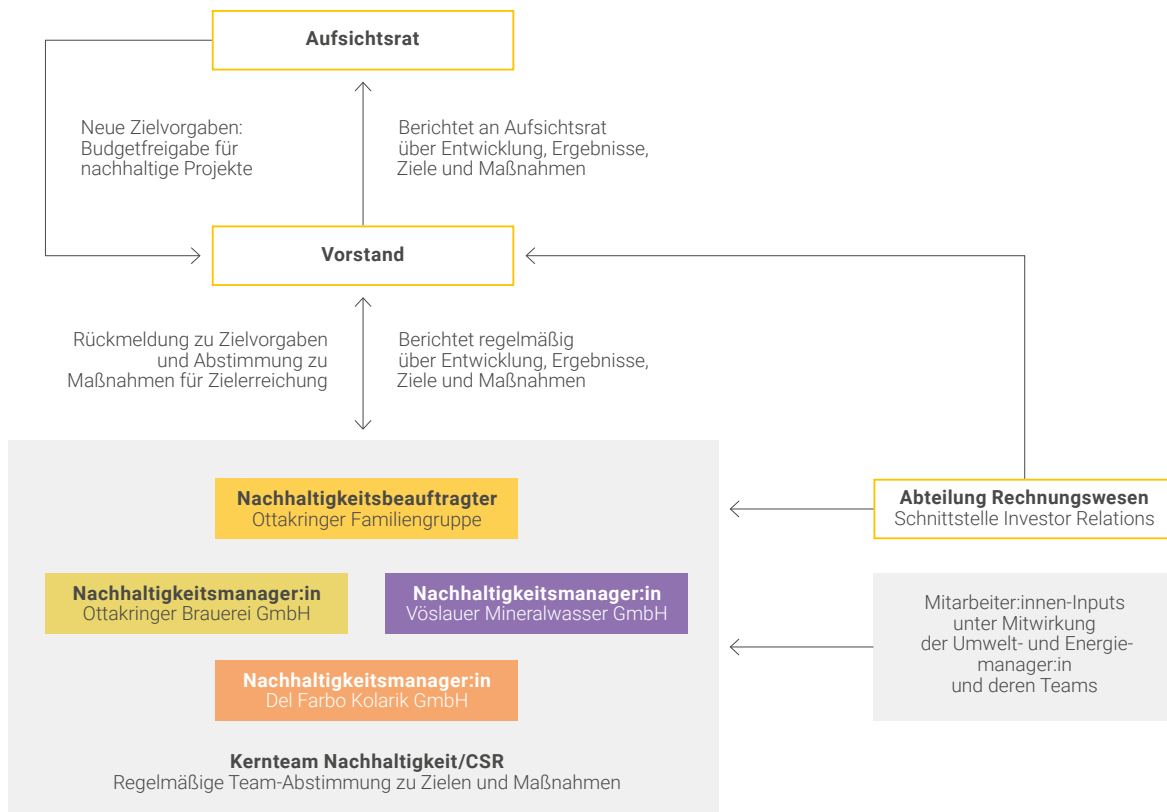 Aufsichtsrat
Neue Zielvorgaben:
Budgetfreigabe für
nachhaltige Projekte
Berichtet an Aufsichtsrat
über Entwicklung, Ergebnisse,
Ziele und Maßnahmen
Vorstand
Rückmeldung zu Zielvorgaben
und Abstimmung zu
Maßnahmen für Zielerreichung
Berichtet regelmäßig
über Entwicklung, Ergebnisse,
Ziele und Maßnahmen
Nachhaltigkeitsbeauftragter
Ottakringer Familiengruppe
Abteilung Rechnungswesen
Schnittstelle Investor Relations
Nachhaltigkeitsmanager:in
Ottakringer Brauerei GmbH
Nachhaltigkeitsmanager:in
Vöslauer Mineralwasser GmbH
Mitarbeiter:innen-Inputs
unter Mitwirkung
der Umwelt- und Energie-
manager:in
und deren Teams
Nachhaltigkeitsmanager:in
Del Farbo Kolarik GmbH
Kernteam Nachhaltigkeit/CSR
Regelmäßige Team-Abstimmung zu Zielen und Maßnahmen